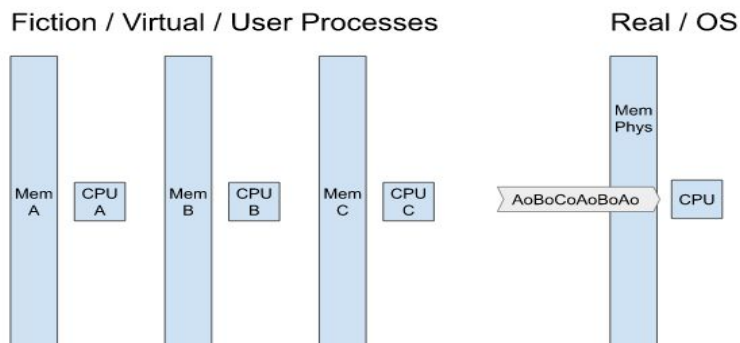 Fiction / Virtual / User Processes
Real / OS
Mem
A
CPU
A
Mem
B
CPU
B
Mem
C
CPU
C
Mem
Phys
AoBoCoAoBoAo
CPU